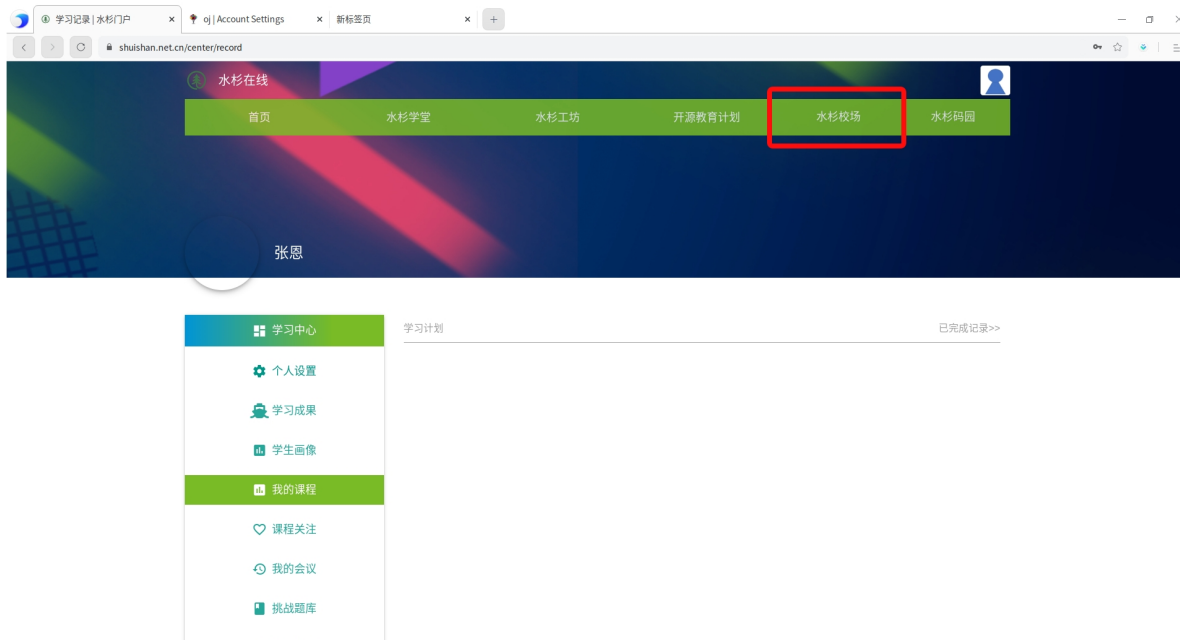 学习记录 | 水杉门户 oj | Account Settings 新标签页
shuishan.net.cn/center/record
水杉在线
首页 水杉学堂 水杉工坊 开源教育计划 水杉校场 水杉码园
张恩
学习中心
学习计划 已完成记录>>
个人设置
学习成果
学生画像
我的课程
课程关注
我的会议
挑战题库